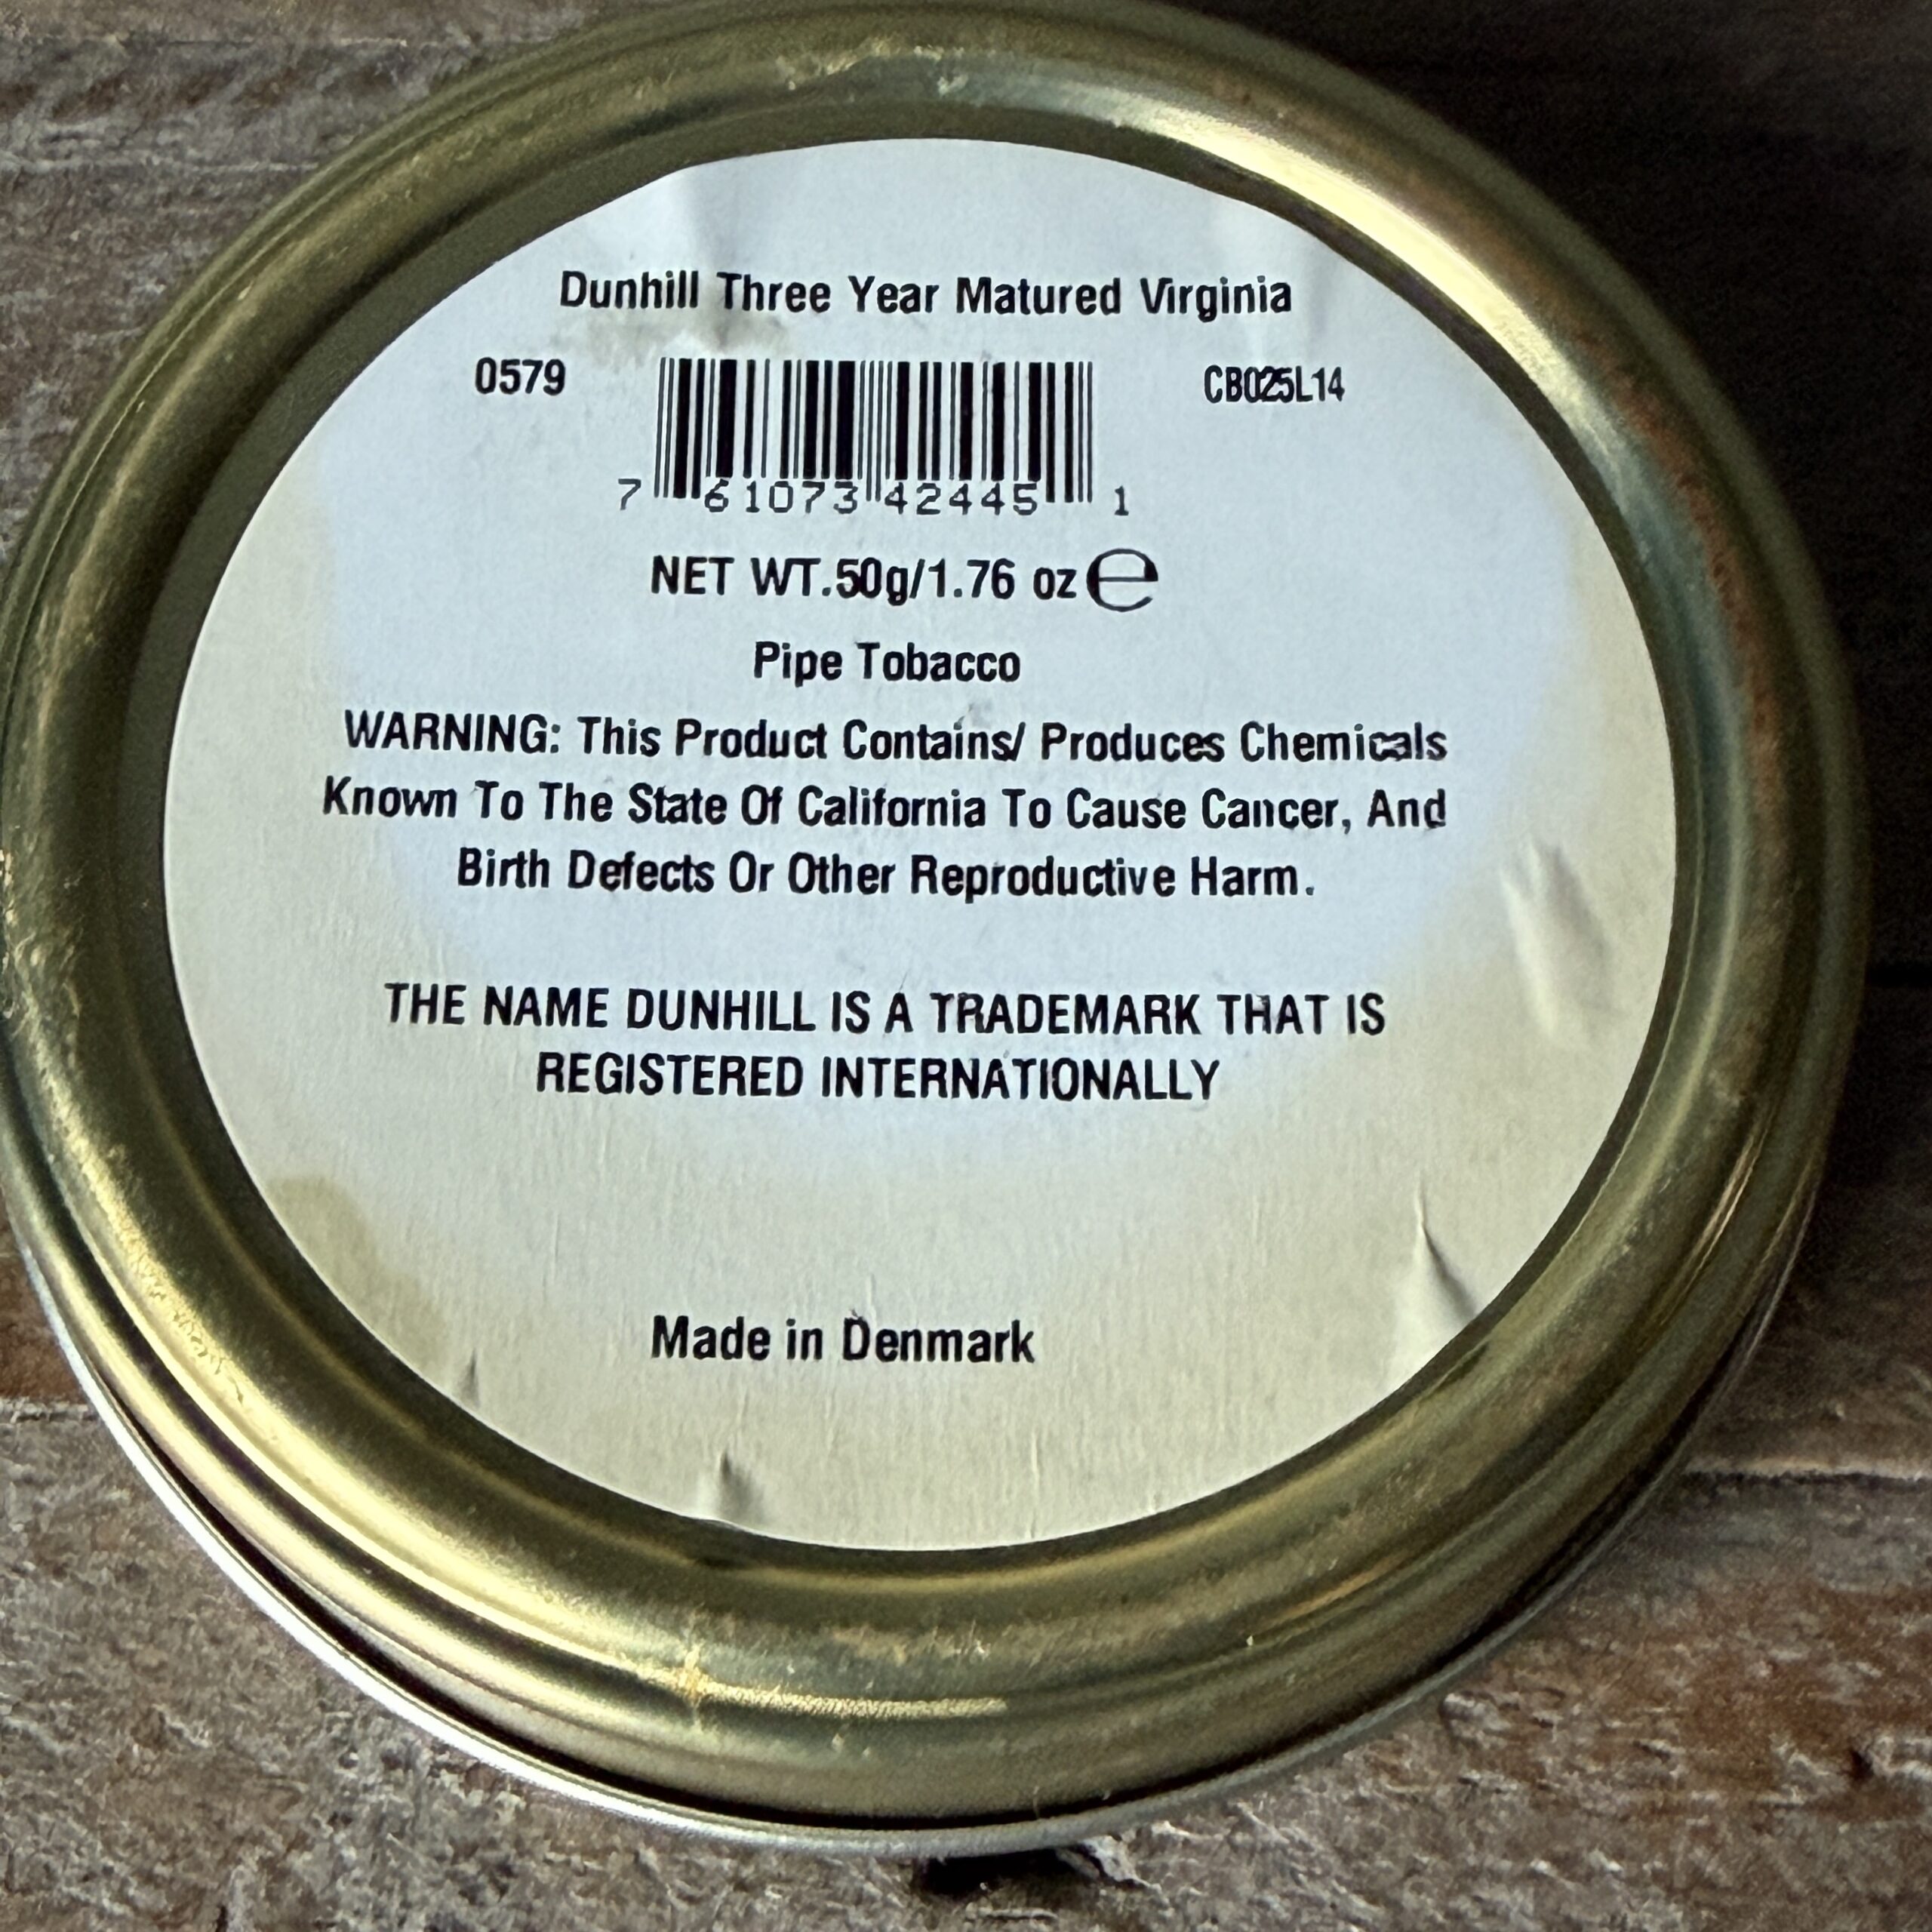 Dunhill Three Year Matured Virginia
0579
CB025L14
7 61073 42445 1
NET WT.50g/1.76 oz e
Pipe Tobacco
WARNING: This Product Contains/ Produces Chemicals
Known To The State Of California To Cause Cancer, And
Birth Defects Or Other Reproductive Harm.
THE NAME DUNHILL IS A TRADEMARK THAT IS
REGISTERED INTERNATIONALLY
Made in Denmark